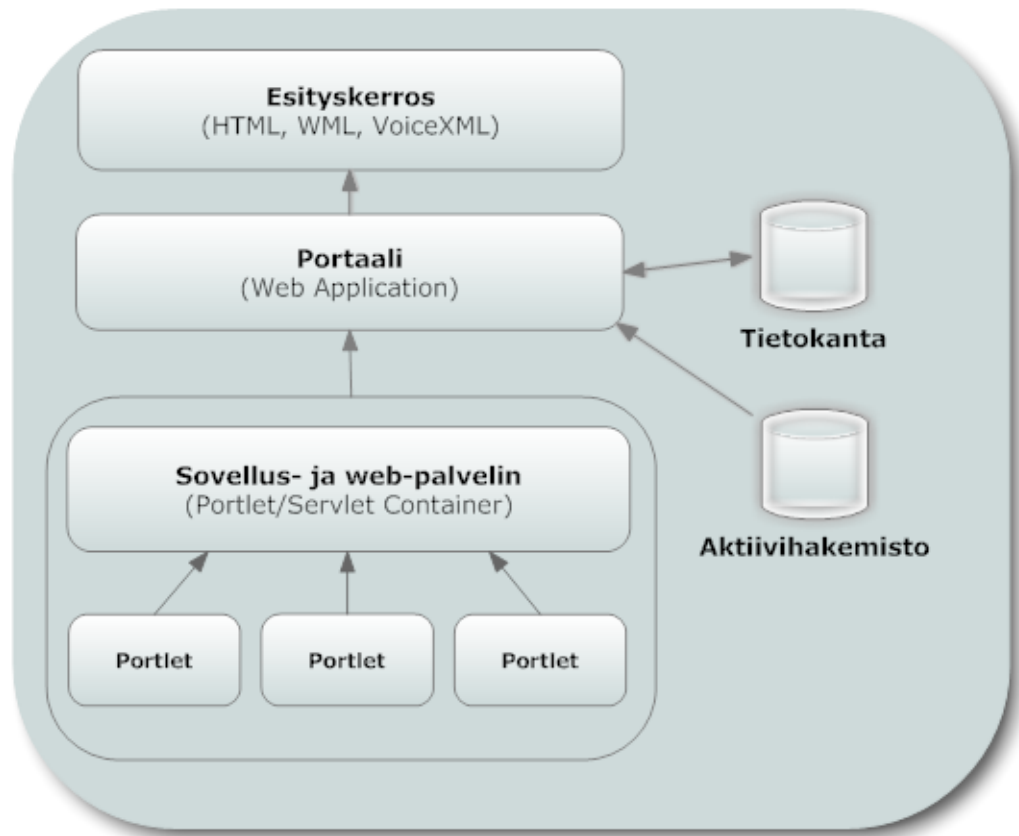 Esityskerros
(HTML, WML, VoiceXML)
Portaali
(Web Application)
Tietokanta
Sovellus- ja web-palvelin
(Portlet/Servlet Container)
Aktiivihakemisto
Portlet
Portlet
Portlet